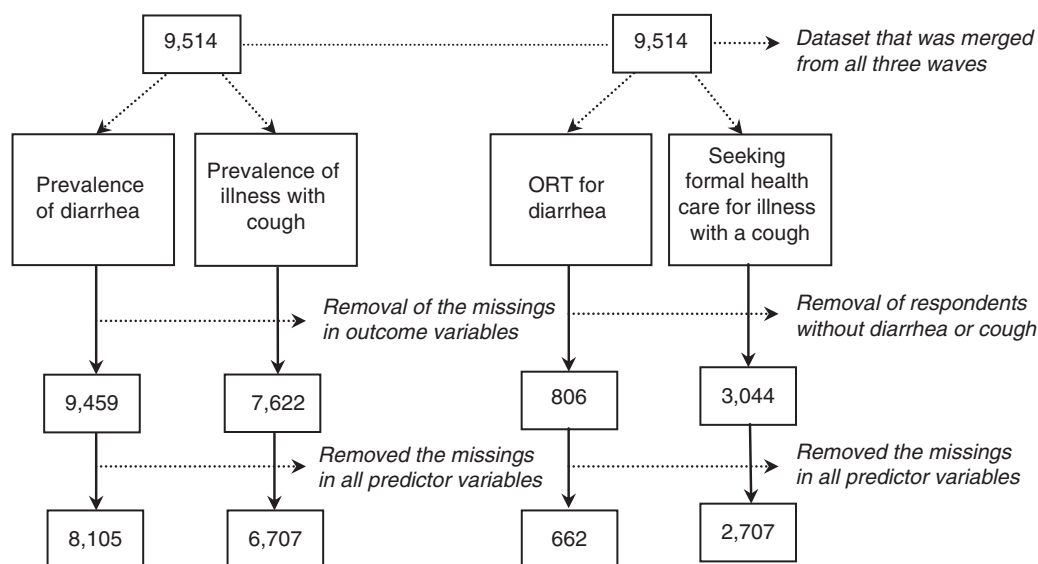 9,514
9,514
Dataset that was merged
from all three waves
Prevalence
of diarrhea
Prevalence of
illness with
cough
ORT for
diarrhea
Seeking
formal health
care for illness
with a cough
Removal of the missings
in outcome variables
Removal of respondents
without diarrhea or cough
9,459
7,622
806
3,044
Removed the missings
in all predictor variables
Removed the missings
in all predictor variables
8,105
6,707
662
2,707